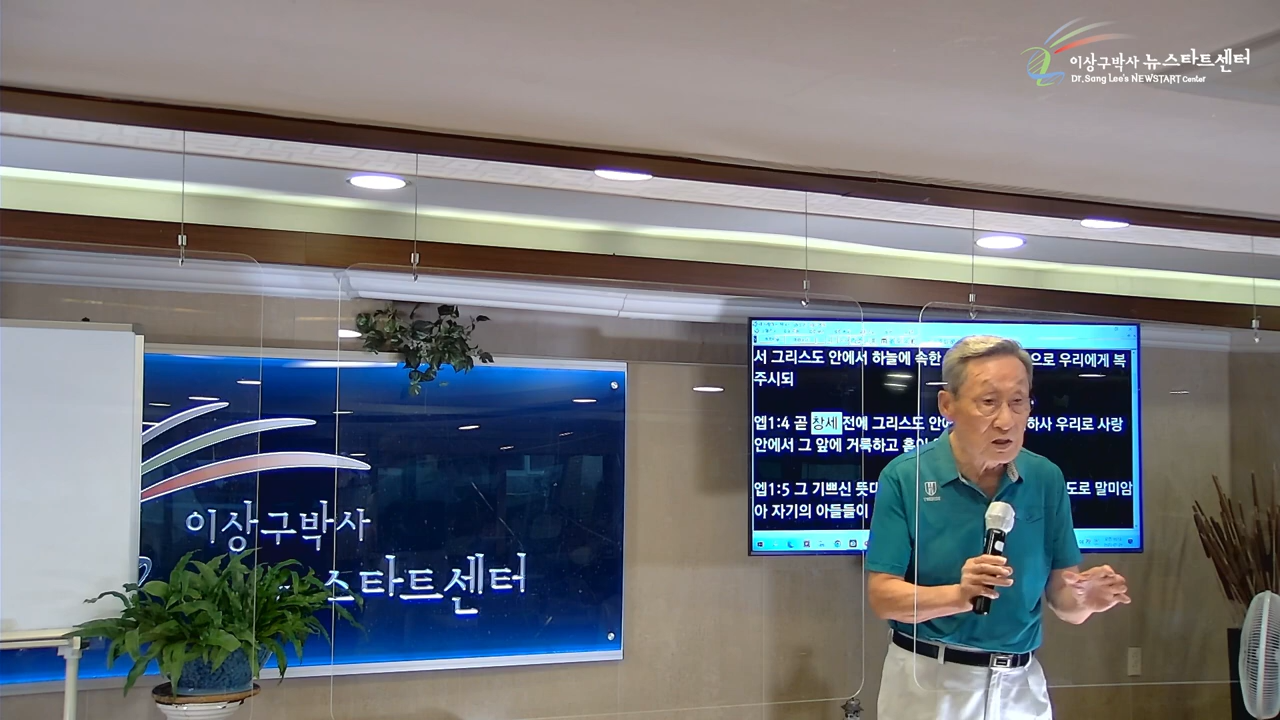 이상구박사 뉴스타트센터
Dr. Sang Lee's NEWSTART Center
서 그리스도 안에서 하늘에 속한 으로 우리에게 복
주시되
엡1:4 곧 창세 전에 그리스도 안에 하사 우리로 사랑
안에서 그 앞에 거룩하고 흠이
엡1:5 그 기쁘신 뜻대 도로 말미암
아 자기의 아들들이
이상구박사
스타트센터